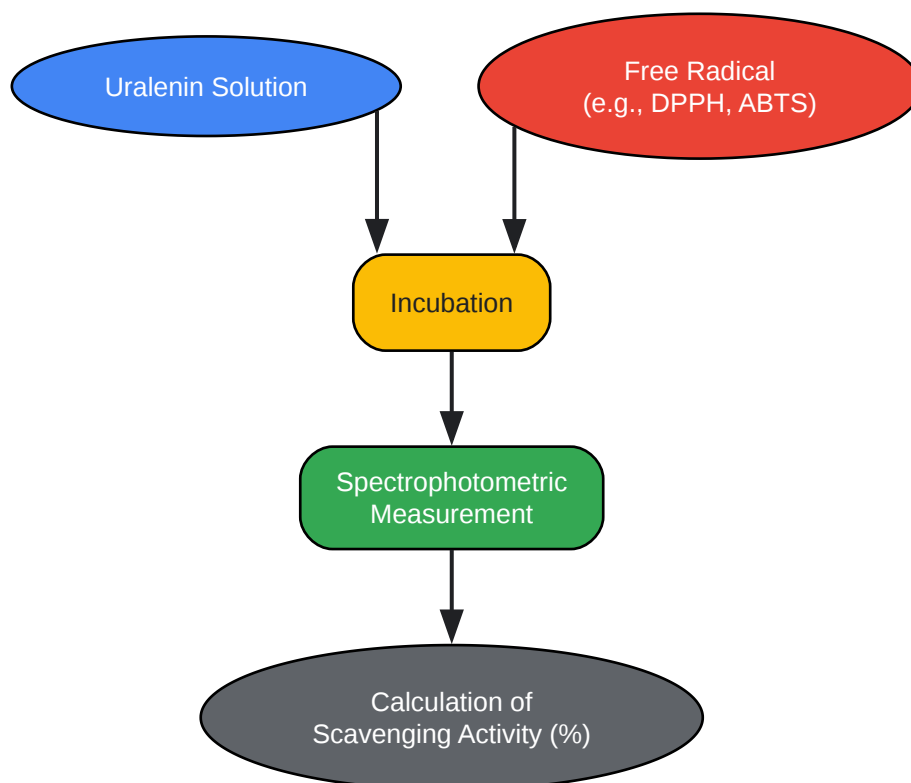 Uralenin Solution
Free Radical
(e.g., DPPH, ABTS)
Incubation
Spectrophotometric
Measurement
Calculation of
Scavenging Activity (%)